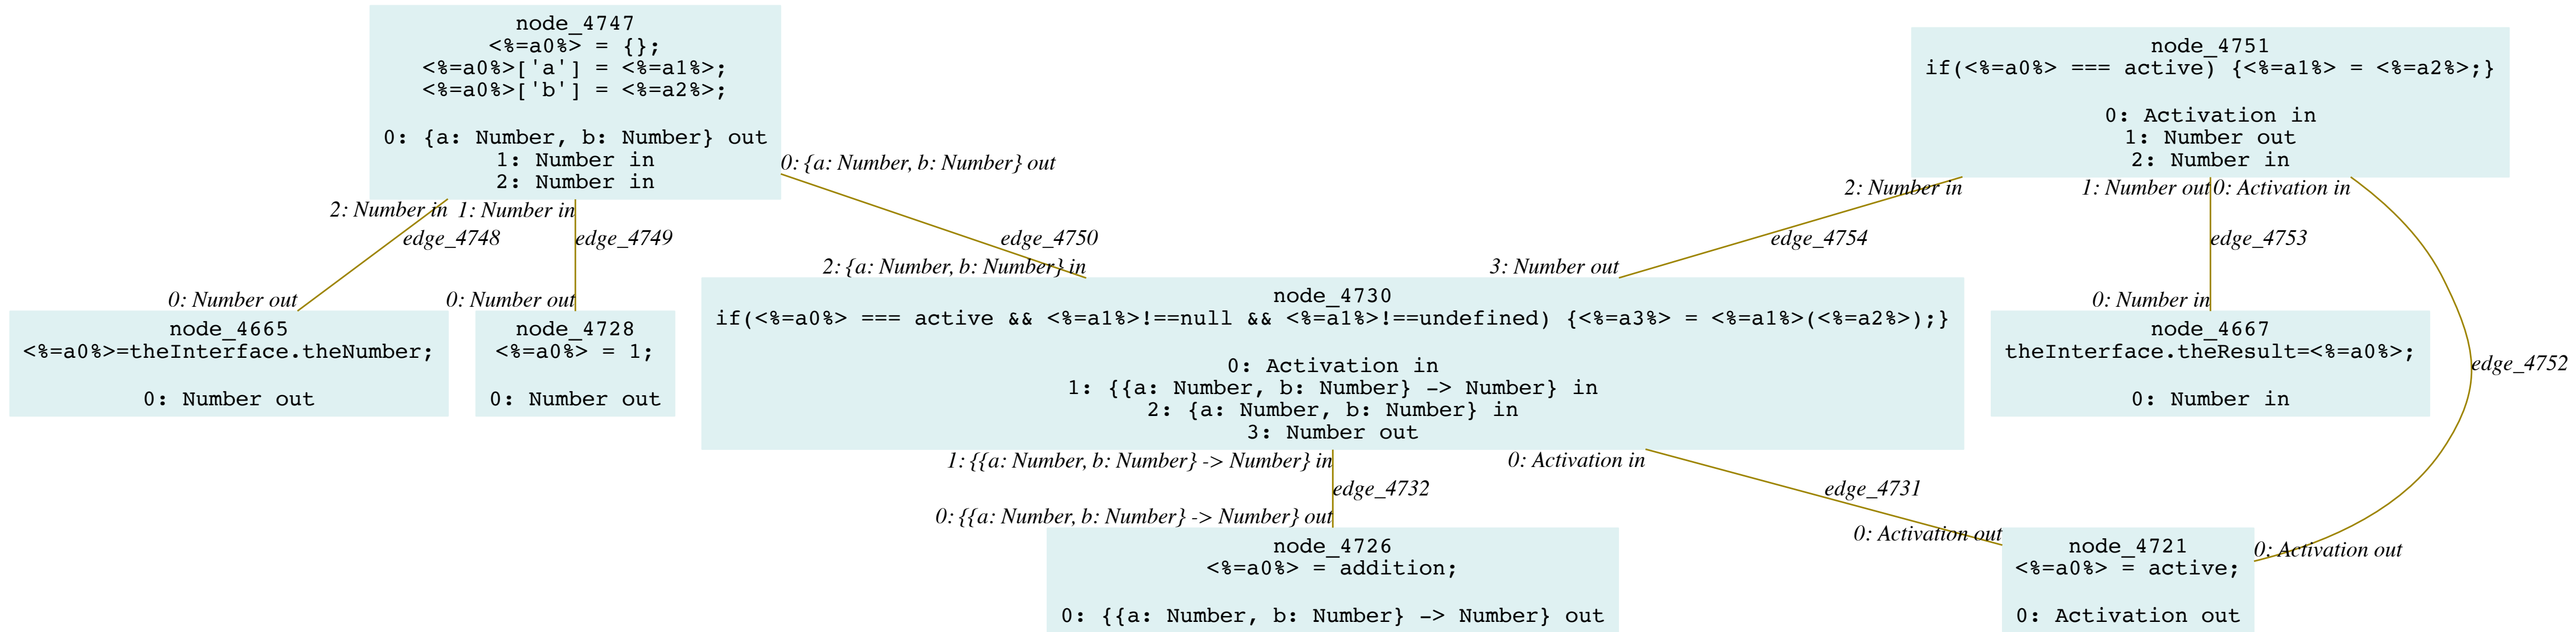 node_4747
<%=a0%> = {};
<%=a0%>['a'] = <%=a1%>;
<%=a0%>['b'] = <%=a2%>;
0: {a: Number, b: Number} out
1: Number in
2: Number in
node_4751
if(<%=a0%> === active) {<%=a1%> = <%=a2%>;}
0: Activation in
1: Number out
2: Number in
0: {a: Number, b: Number} out
2: Number in
1: Number in
2: Number in
1: Number out
0: Activation in
edge_4748
edge_4749
edge_4750
edge_4754
edge_4753
0: Number out
0: Number out
2: {a: Number, b: Number} in
3: Number out
0: Number in
node_4665
<%=a0%>=theInterface.theNumber;
0: Number out
node_4728
<%=a0%> = 1;
0: Number out
node_4730
if(<%=a0%> === active && <%=a1%>!==null && <%=a1%>!==undefined) {<%=a3%> = <%=a1%>(<%=a2%>);}
0: Activation in
1: {{a: Number, b: Number} -> Number} in
2: {a: Number, b: Number} in
3: Number out
node_4667
theInterface.theResult=<%=a0%>;
0: Number in
edge_4752
1: {{a: Number, b: Number} -> Number} in
0: Activation in
edge_4732
edge_4731
0: {{a: Number, b: Number} -> Number} out
0: Activation out
0: Activation out
node_4726
<%=a0%> = addition;
0: {{a: Number, b: Number} -> Number} out
node_4721
<%=a0%> = active;
0: Activation out